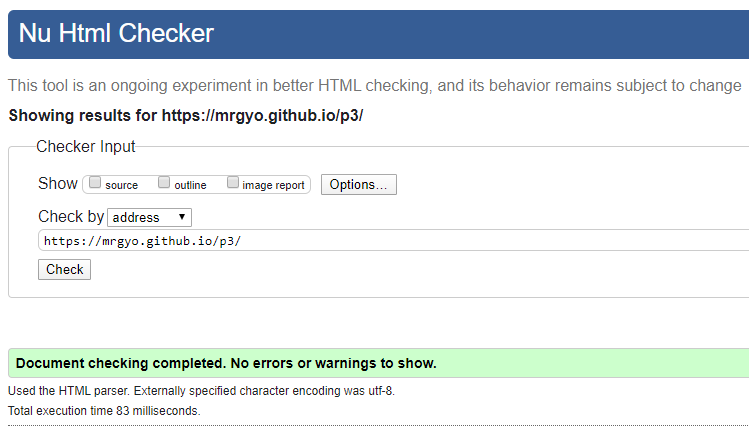 Nu Html Checker
This tool is an ongoing experiment in better HTML checking, and its behavior remains subject to change
Showing results for https://mrgyo.github.io/p3/
Checker Input
Show source outline image report Options...
Check by address
https://mrgyo.github.io/p3/
Check
Document checking completed. No errors or warnings to show.
Used the HTML parser. Externally specified character encoding was utf-8.
Total execution time 83 milliseconds.